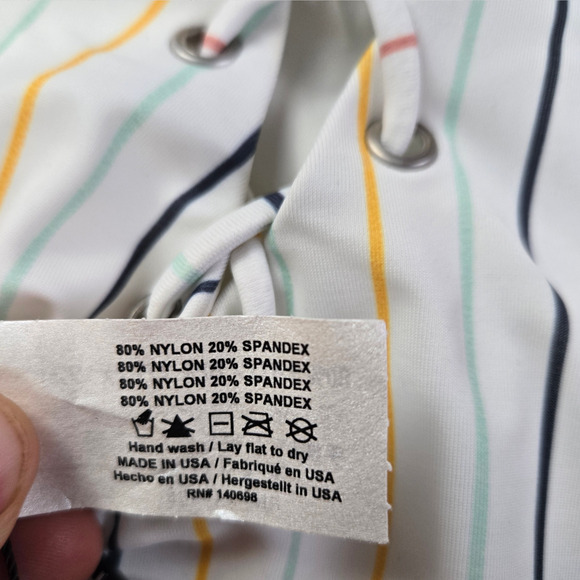 80% NYLON 20% SPANDEX
80% NYLON 20% SPANDEX
80% NYLON 20% SPANDEX
80% NYLON 20% SPANDEX
Hand wash / Lay flat to dry
MADE IN USA / Fabriqué en USA
Hecho en USA / Hergestellt in USA
RN# 140698